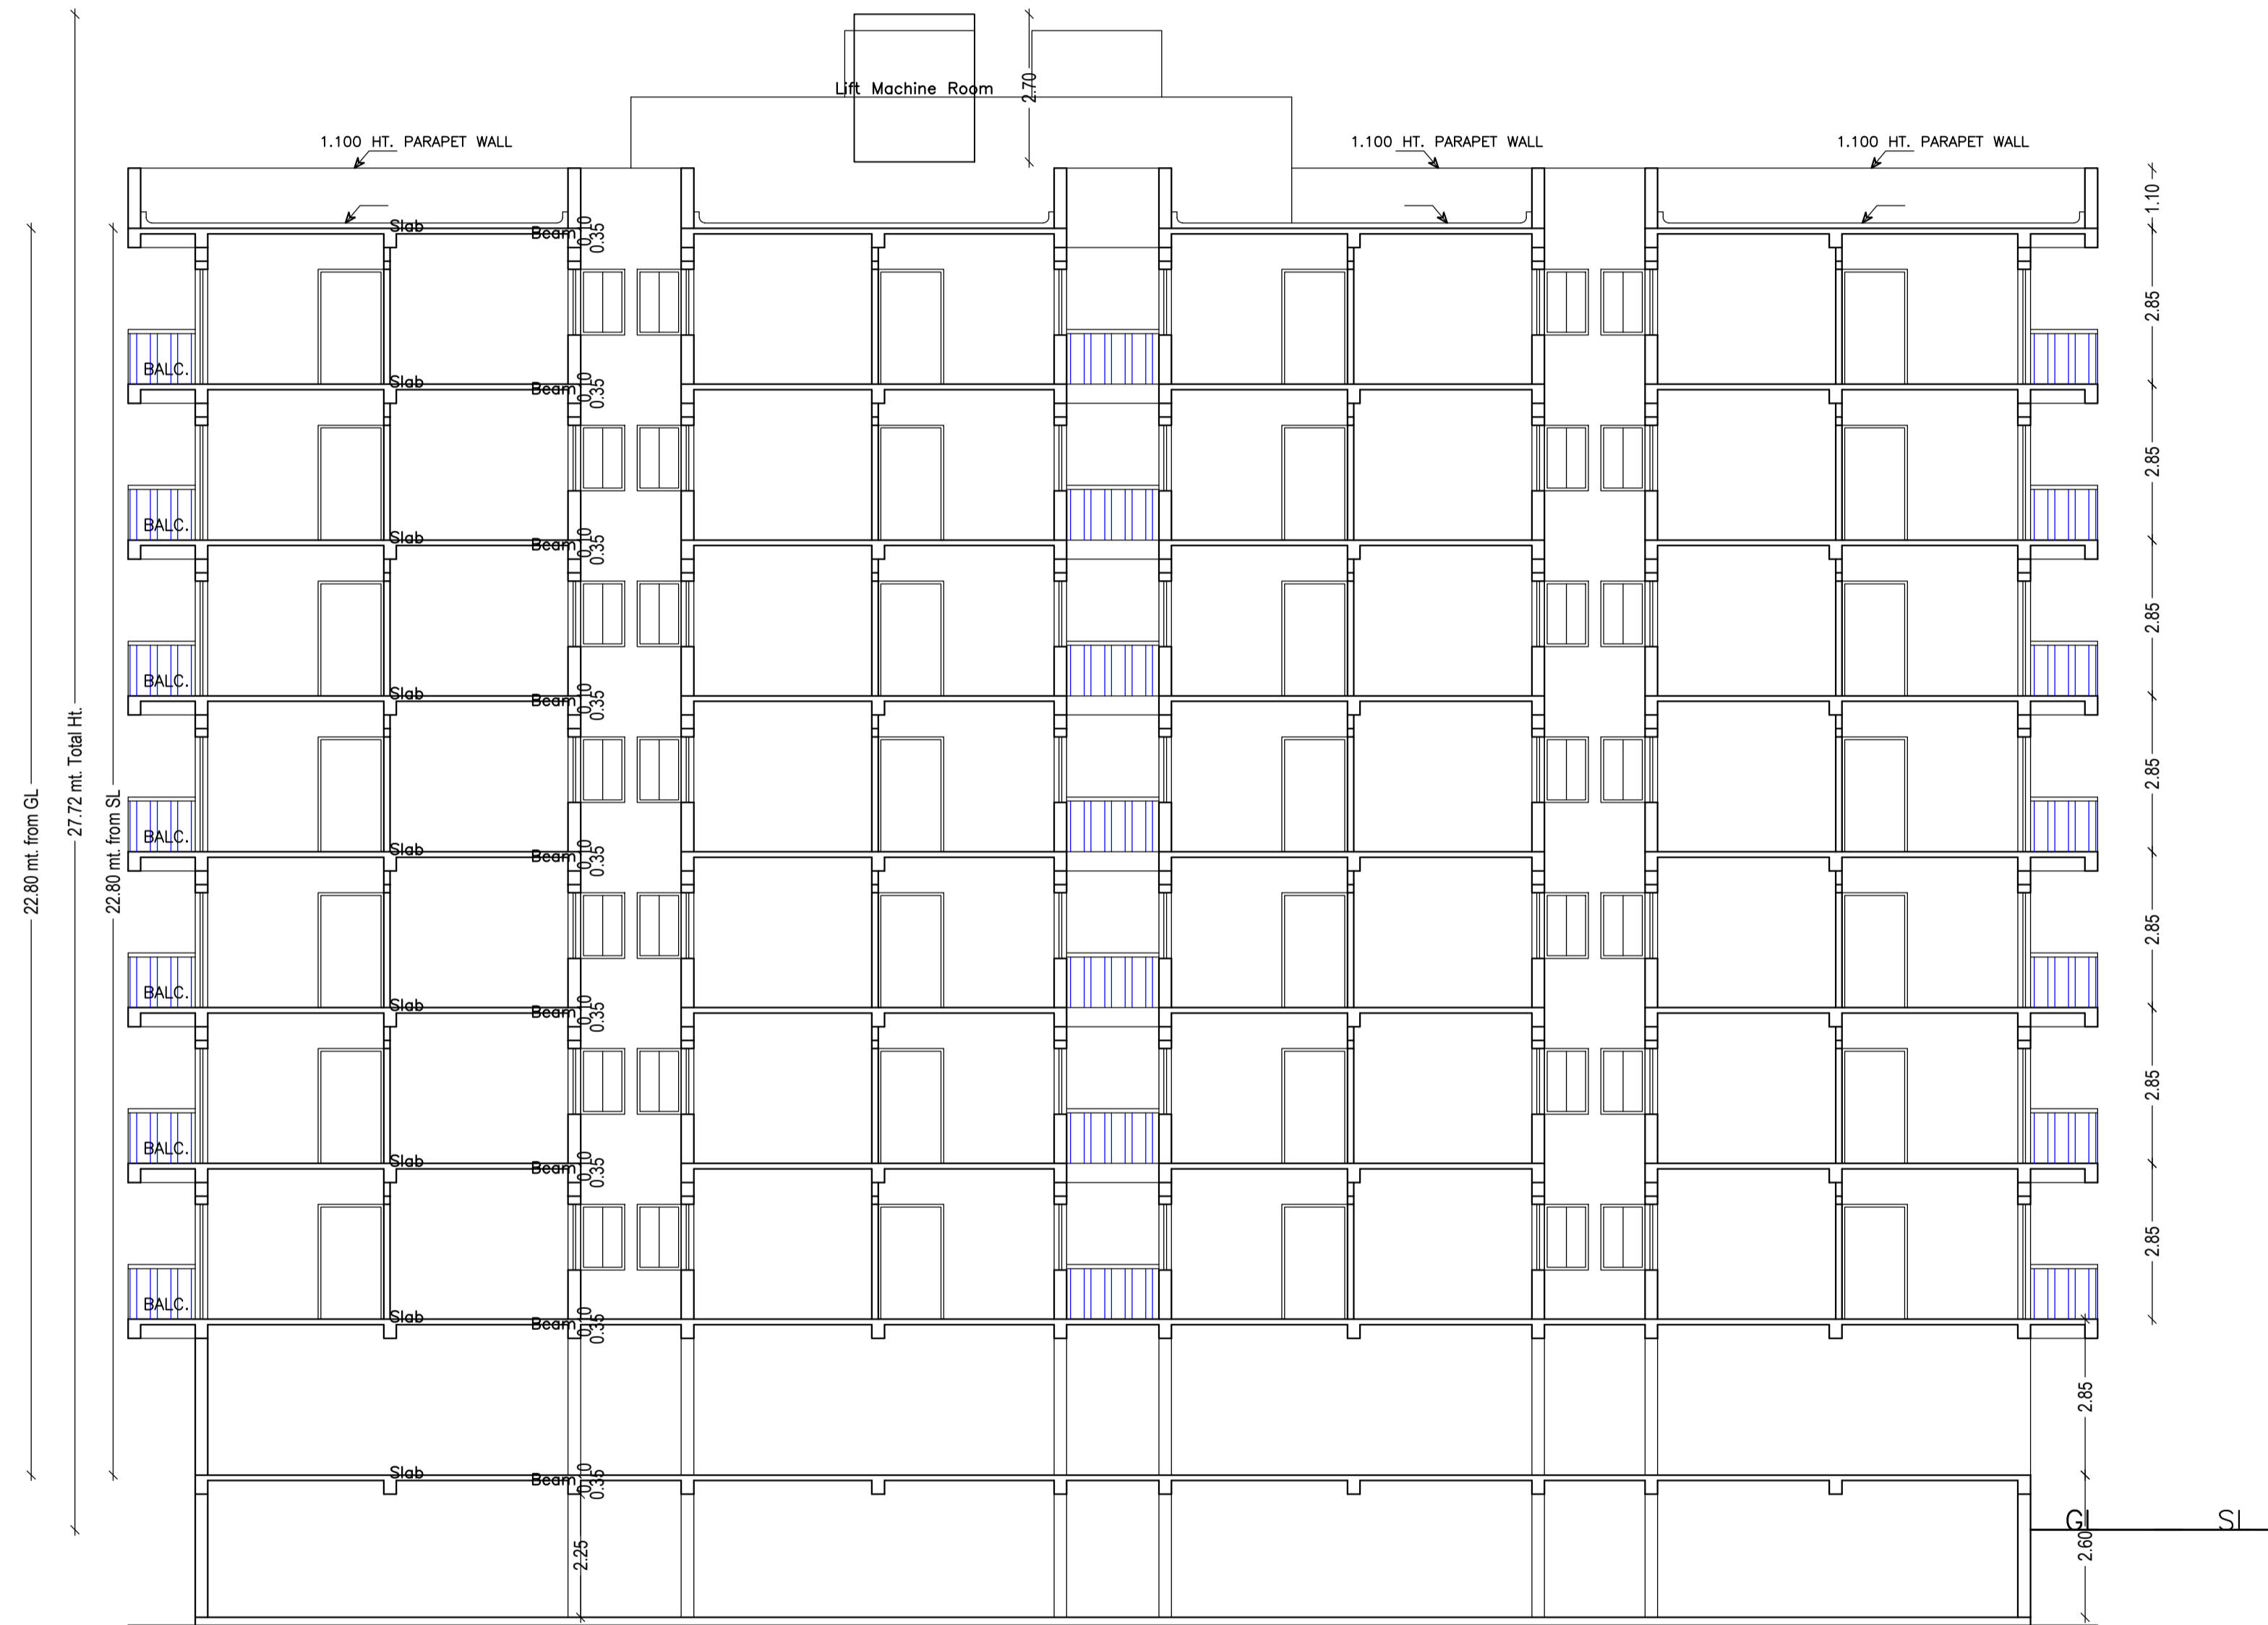 Lift Machine Room
2.70
1.100 HT. PARAPET WALL
1.100 HT. PARAPET WALL
1.100 HT. PARAPET WALL
1.10
Slab
Beam
0.10
0.35
2.85
BALC.
Slab
Beam
0.10
0.35
2.85
BALC.
Slab
Beam
0.10
0.35
2.85
BALC.
Slab
Beam
0.10
0.35
2.85
BALC.
Slab
Beam
0.10
0.35
2.85
BALC.
Slab
Beam
0.10
0.35
2.85
BALC.
Slab
Beam
0.10
0.35
2.85
BALC.
Slab
Beam
0.10
0.35
22.80 mt. from GL
27.72 mt. Total Ht.
22.80 mt. from SL
2.85
Slab
Beam
0.10
0.35
GL
SL
2.25
2.60